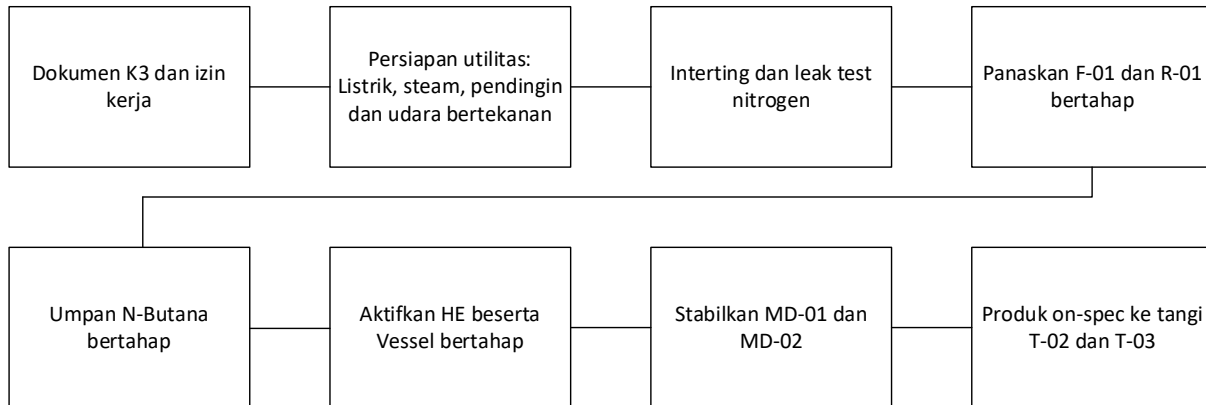 Dokumen K3 dan izin
kerja
Persiapan utilitas:
Listrik, steam, pendingin
dan udara bertekanan
Interting dan leak test
nitrogen
Panaskan F-01 dan R-01
bertahap
Umpan N-Butana
bertahap
Aktifkan HE beserta
Vessel bertahap
Stabilkan MD-01 dan
MD-02
Produk on-spec ke tangi
T-02 dan T-03